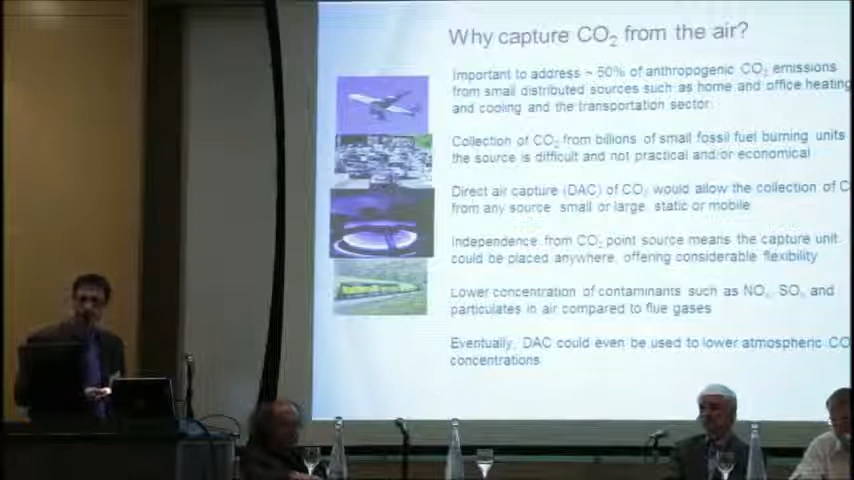 Why capture CO₂ from the air?
Important to address ~ 50% of anthropogenic CO₂ emissions
from small distributed sources such as home and office heating
and cooling and the transportation sector.
Collection of CO₂ from billions of small fossil fuel burning units
the source is difficult and not practical and/or economical
Direct air capture (DAC) of CO₂ would allow the collection of C
from any source small or large, static or mobile
Independence from CO₂ point source means the capture unit
could be placed anywhere, offering considerable flexibility
Lower concentration of contaminants such as NOₓ, SOₓ and
particulates in air compared to flue gases
Eventually, DAC could even be used to lower atmospheric CO
concentrations